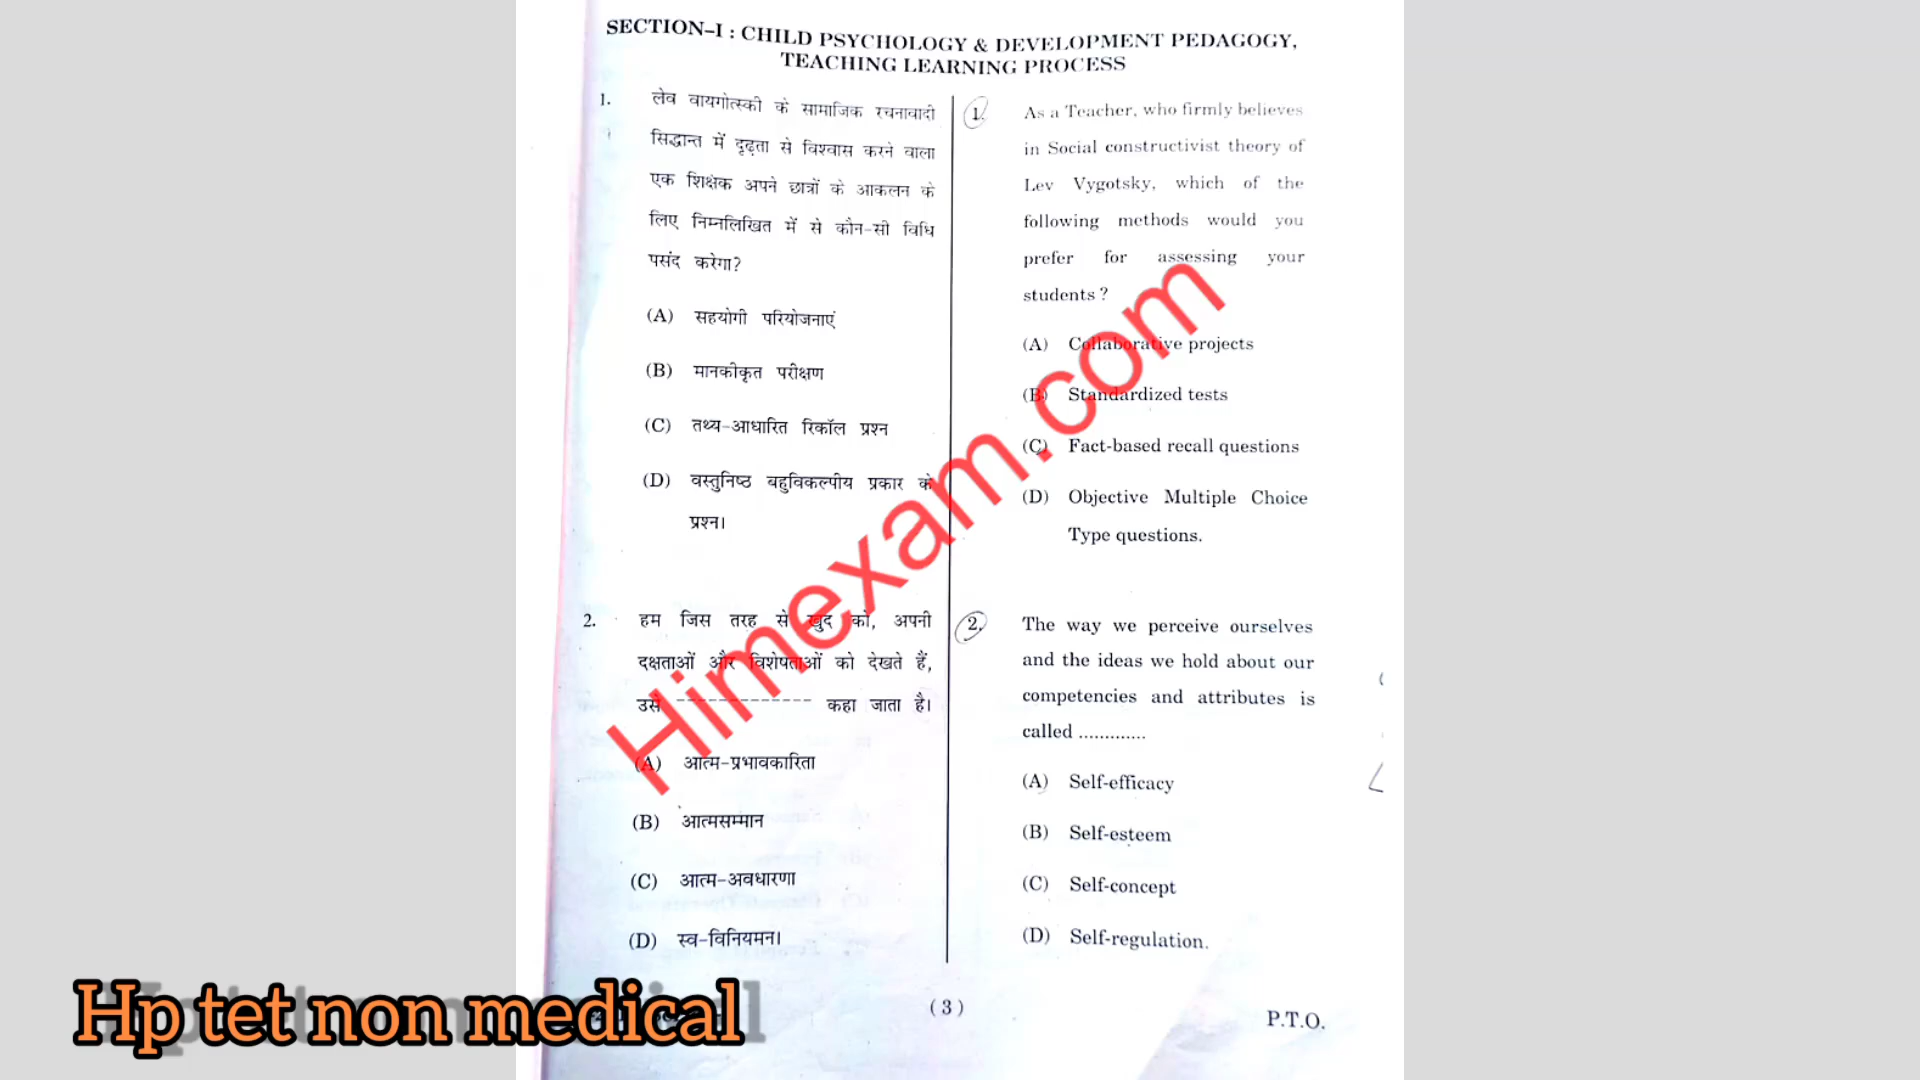 SECTION–I : CHILD PSYCHOLOGY & DEVELOPMENT PEDAGOGY,
TEACHING LEARNING PROCESS
1. लेव वायगोत्स्की के सामाजिक रचनावादी
सिद्धान्त में दृढ़ता से विश्वास करने वाला
एक शिक्षक अपने छात्रों के आकलन के
लिए निम्नलिखित में से कौन-सी विधि
पसंद करेगा?
(A) सहयोगी परियोजनाएं
(B) मानकीकृत परीक्षण
(C) तथ्य-आधारित रिकॉल प्रश्न
(D) वस्तुनिष्ठ बहुविकल्पीय प्रकार के
प्रश्न।
2. हम जिस तरह से खुद को, अपनी
दक्षताओं और विशेषताओं को देखते हैं,
उसे ------------- कहा जाता है।
(A) आत्म-प्रभावकारिता
(B) आत्मसम्मान
(C) आत्म-अवधारणा
(D) स्व-विनियमन।
1. As a Teacher, who firmly believes
in Social constructivist theory of
Lev Vygotsky, which of the
following methods would you
prefer for assessing your
students ?
(A) Collaborative projects
(B) Standardized tests
(C) Fact-based recall questions
(D) Objective Multiple Choice
Type questions.
2. The way we perceive ourselves
and the ideas we hold about our
competencies and attributes is
called .............
(A) Self-efficacy
(B) Self-esteem
(C) Self-concept
(D) Self-regulation.
Himexam.com
( 3 )
P.T.O.
Hp tet non medical